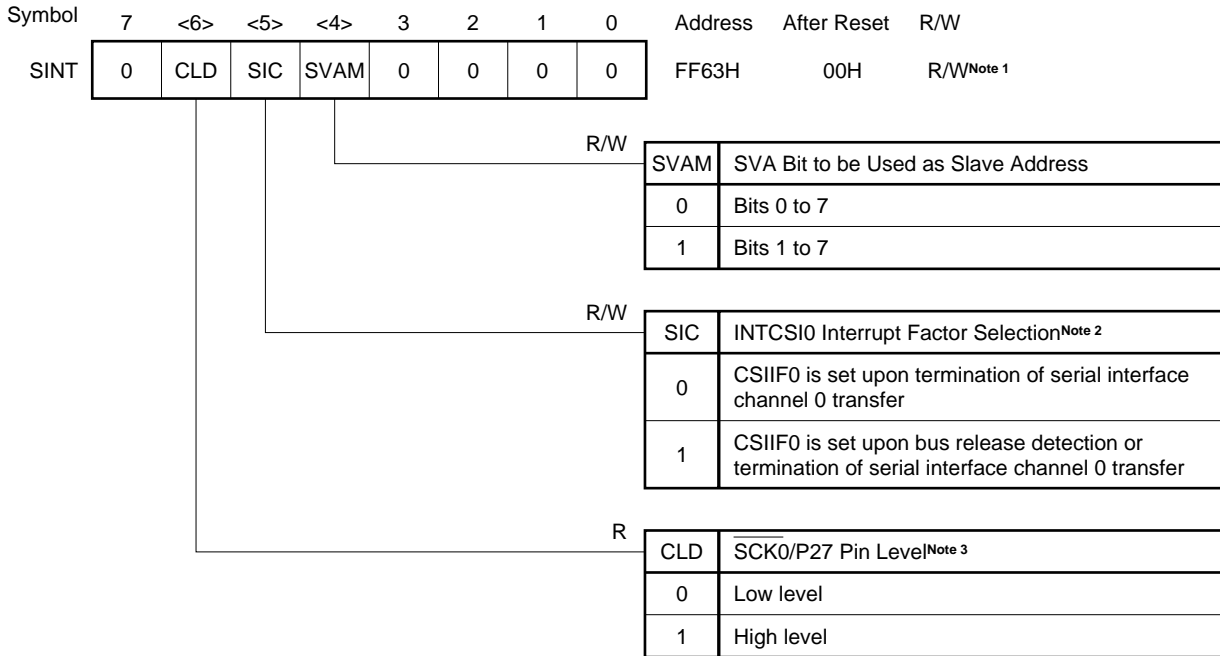 Symbol 7 <6> <5> <4> 3 2 1 0 Address After Reset R/W
SINT 0 CLD SIC SVAM 0 0 0 0 FF63H 00H R/WNote 1
R/W
SVAM SVA Bit to be Used as Slave Address
0 Bits 0 to 7
1 Bits 1 to 7
R/W
SIC INTCSI0 Interrupt Factor SelectionNote 2
0 CSIIF0 is set upon termination of serial interface
channel 0 transfer
1 CSIIF0 is set upon bus release detection or
termination of serial interface channel 0 transfer
R
CLD SCK0/P27 Pin LevelNote 3
0 Low level
1 High level